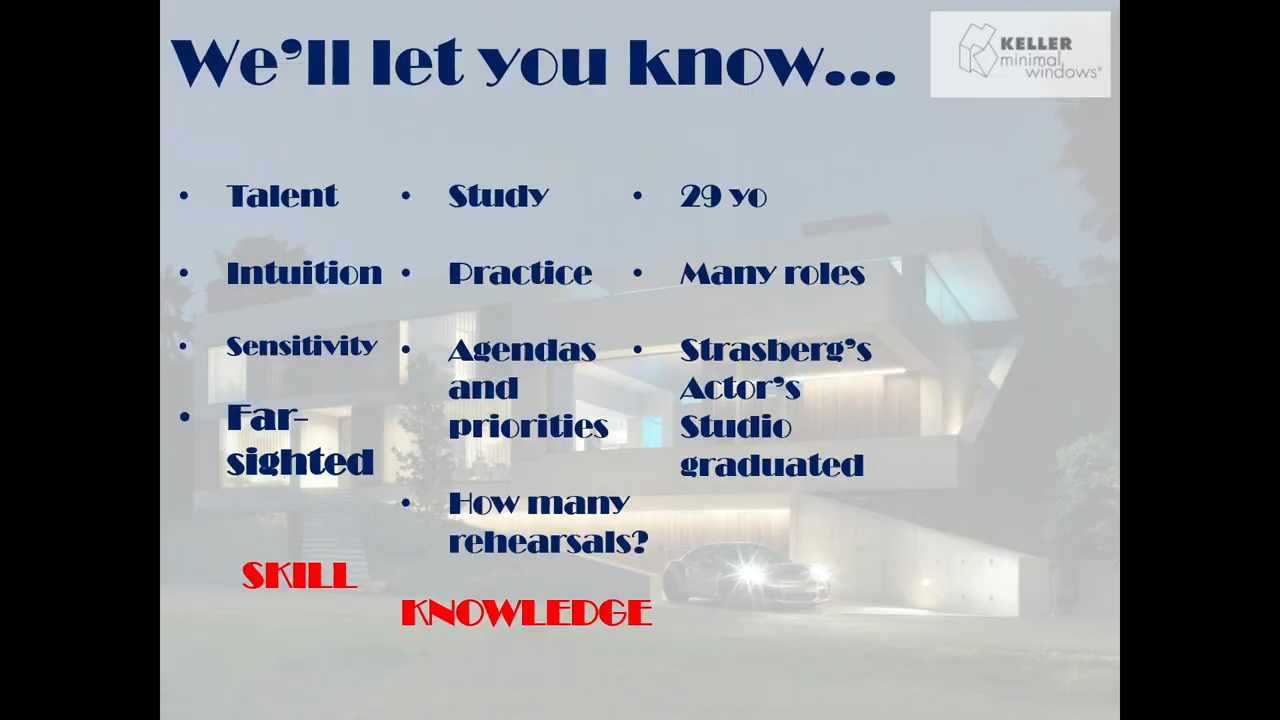 We'll let you know...
KELLER
minimal
windows®
• Talent
• Intuition
• Sensitivity
• Far-
sighted
SKILL
• Study
• Practice
• Agendas
and
priorities
• How many
rehearsals?
KNOWLEDGE
• 29 yo
• Many roles
• Strasberg's
Actor's
Studio
graduated